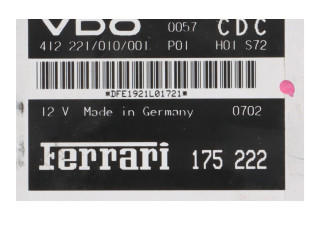 VDO 0057 CDC
412 221/010/001 P01 H01 S72
*DFE1921L01721*
12 V Made in Germany 0702
Ferrari 175 222